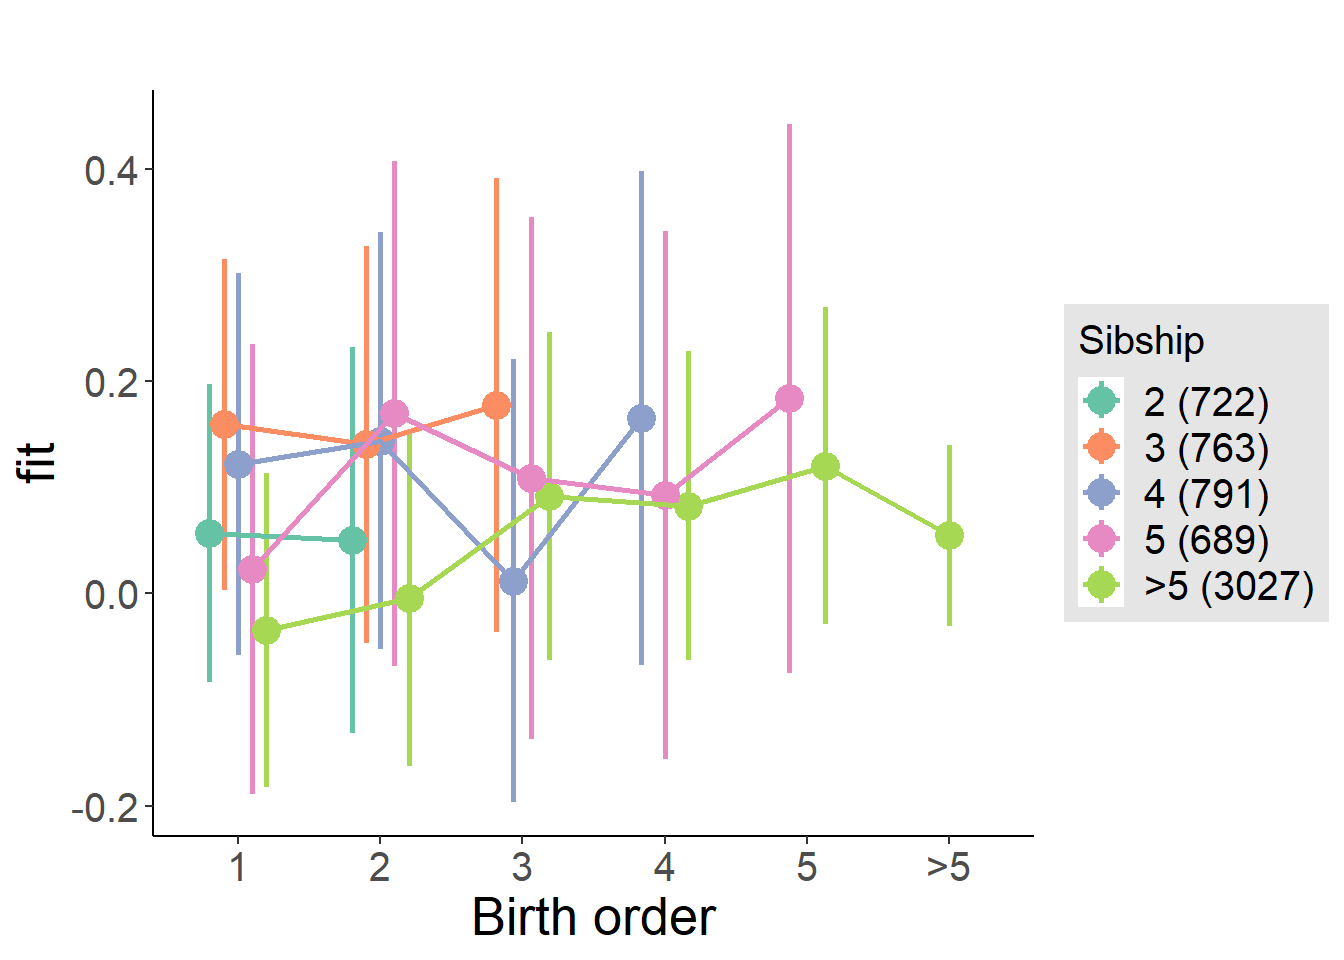 0.4
0.2
0.0
-0.2
fit
1 2 3 4 5 >5
Birth order
Sibship
2 (722)
3 (763)
4 (791)
5 (689)
>5 (3027)